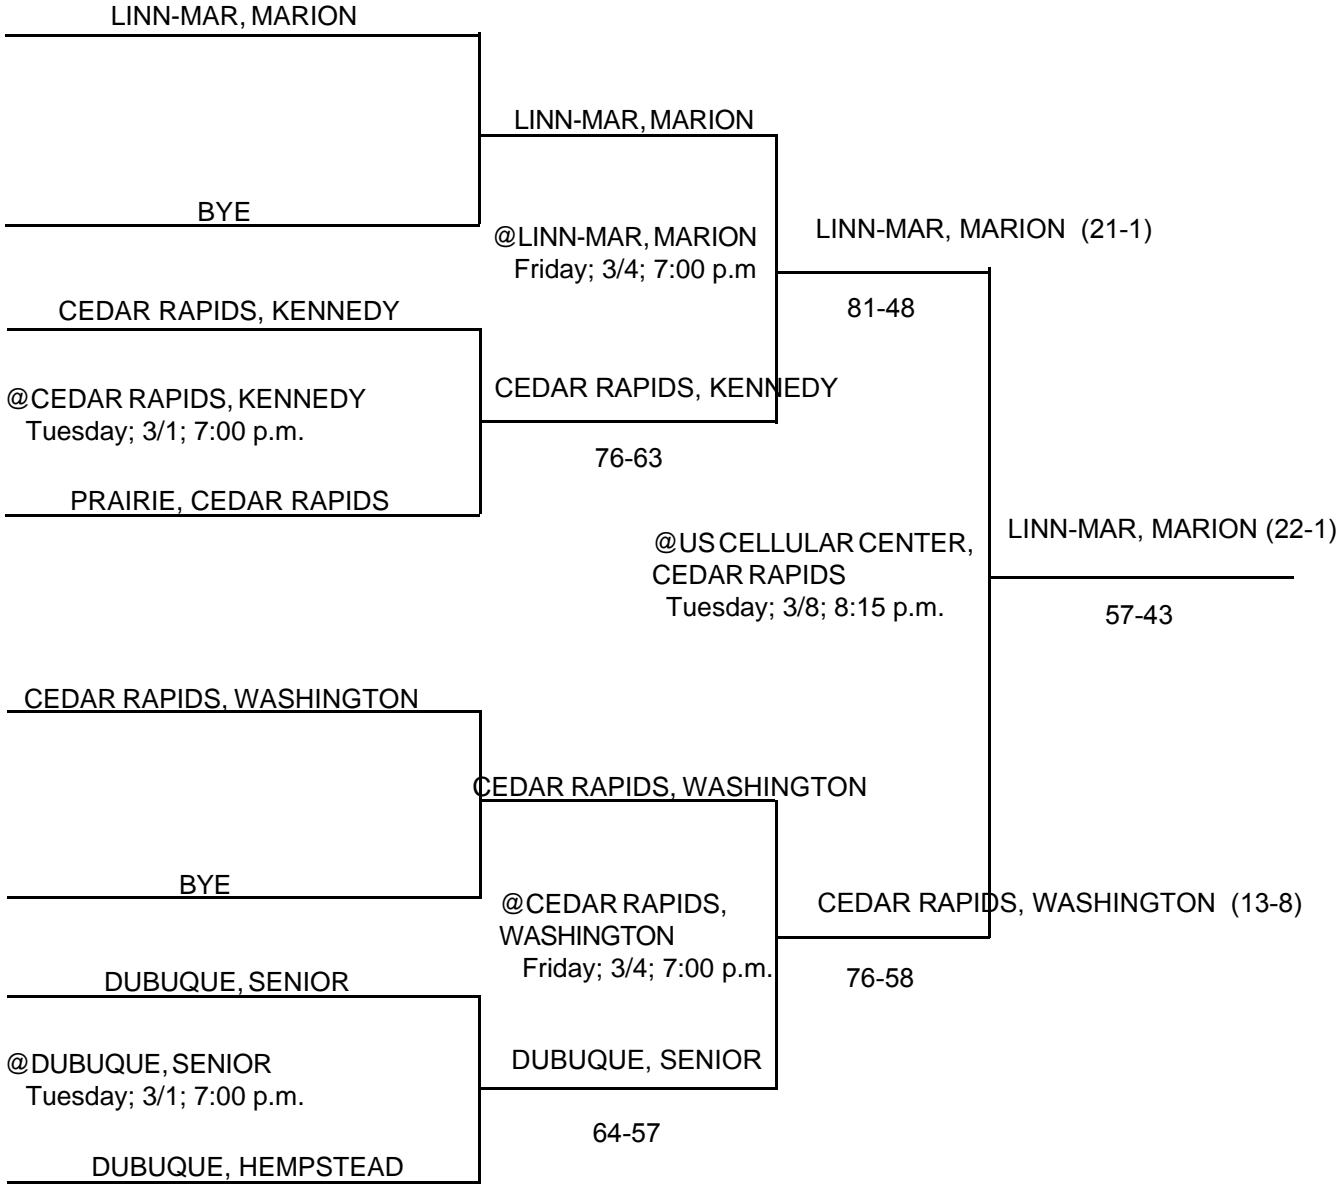 LINN-MAR, MARION
LINN-MAR, MARION
BYE
@LINN-MAR, MARION
Friday; 3/4; 7:00 p.m
LINN-MAR, MARION (21-1)
81-48
CEDAR RAPIDS, KENNEDY
@CEDAR RAPIDS, KENNEDY
Tuesday; 3/1; 7:00 p.m.
CEDAR RAPIDS, KENNEDY
76-63
PRAIRIE, CEDAR RAPIDS
@US CELLULAR CENTER,
CEDAR RAPIDS
Tuesday; 3/8; 8:15 p.m.
LINN-MAR, MARION (22-1)
57-43
CEDAR RAPIDS, WASHINGTON
CEDAR RAPIDS, WASHINGTON
BYE
@CEDAR RAPIDS,
WASHINGTON
Friday; 3/4; 7:00 p.m.
CEDAR RAPIDS, WASHINGTON (13-8)
76-58
DUBUQUE, SENIOR
@DUBUQUE, SENIOR
Tuesday; 3/1; 7:00 p.m.
DUBUQUE, SENIOR
64-57
DUBUQUE, HEMPSTEAD